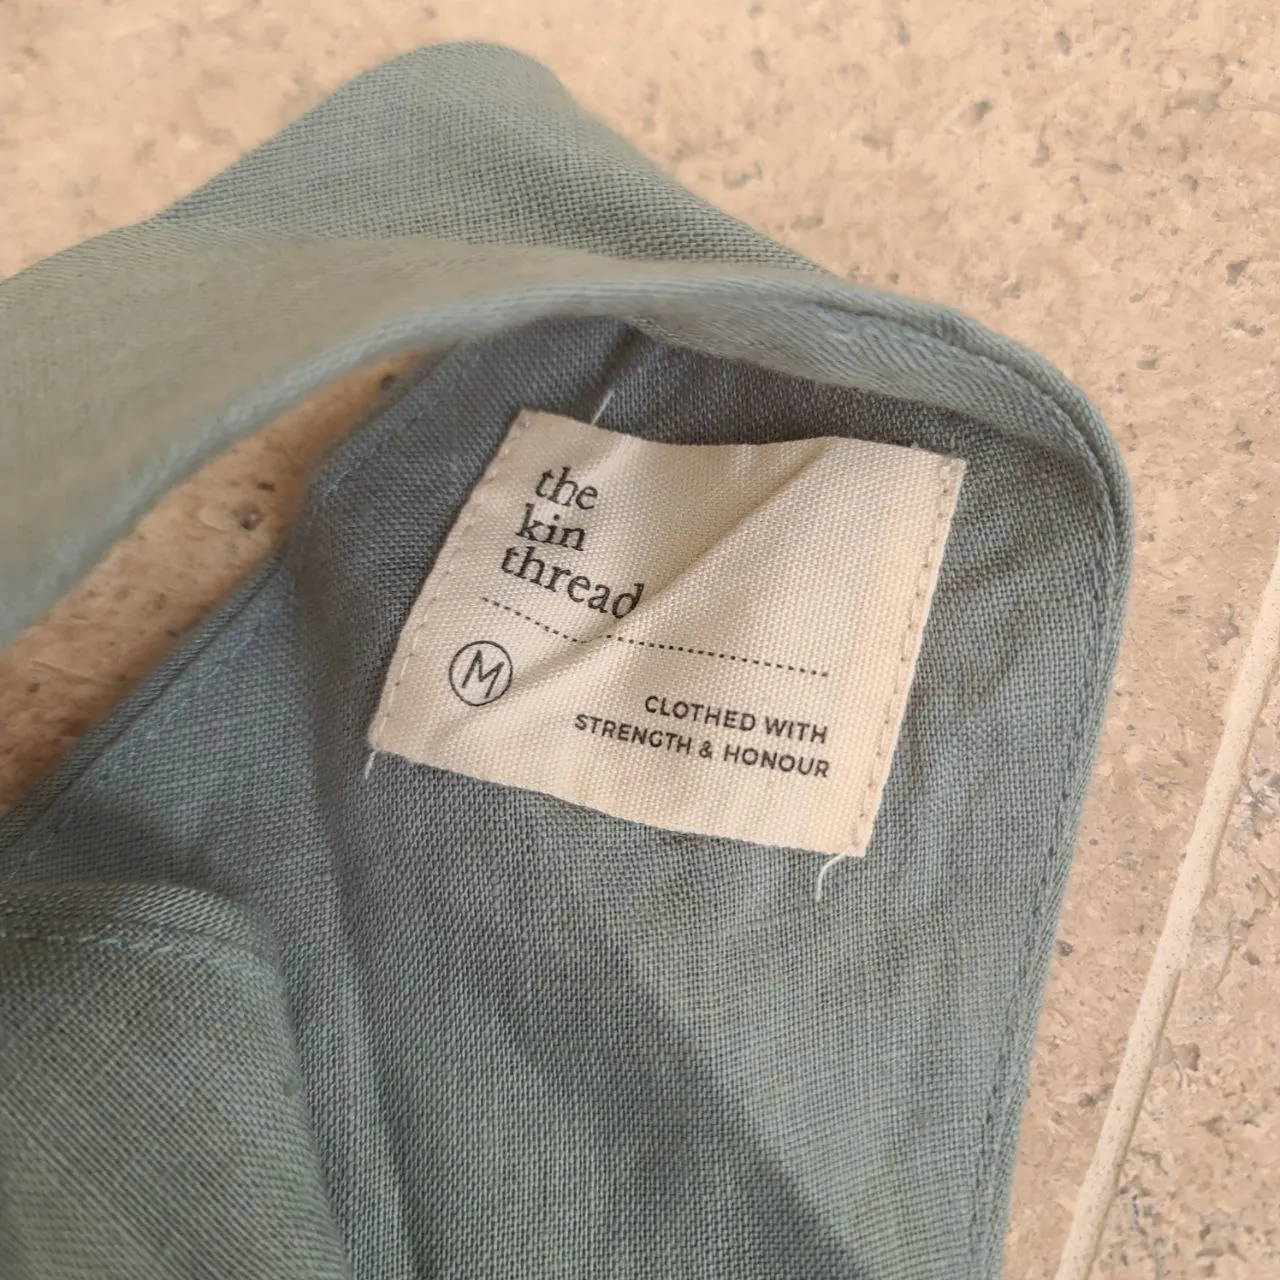 the
kin
thread
M
CLOTHED WITH
STRENGTH & HONOUR